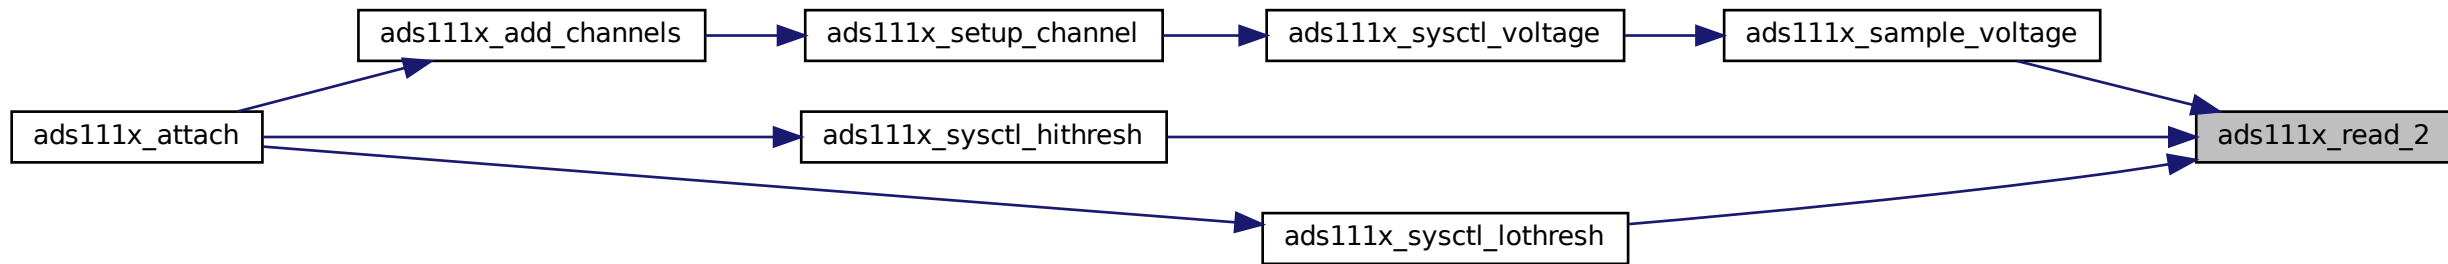 ads111x_add_channels
ads111x_setup_channel
ads111x_sysctl_voltage
ads111x_sample_voltage
ads111x_attach
ads111x_sysctl_hithresh
ads111x_read_2
ads111x_sysctl_lothresh